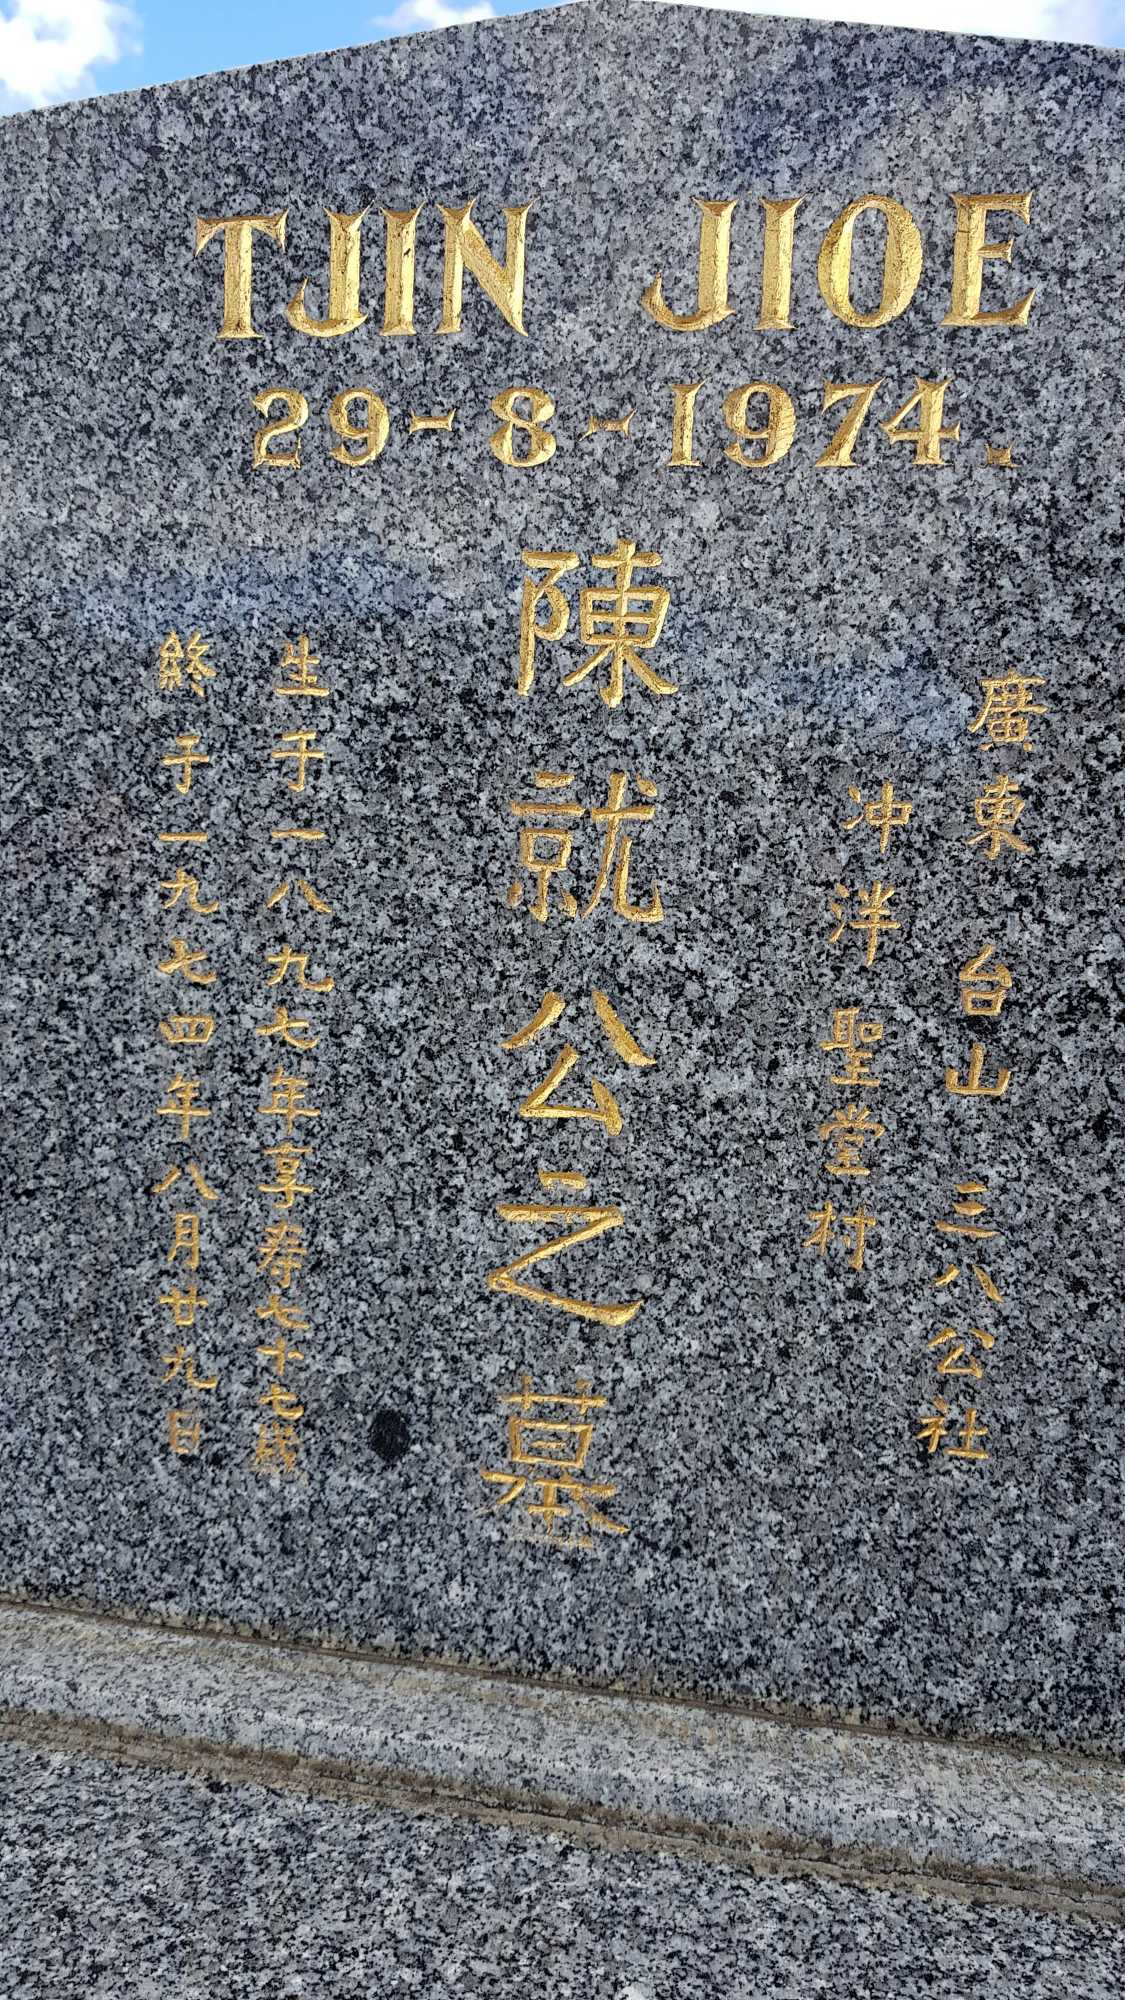 TJIN JIOE
29-8-1974.
廣東台山三八公社
冲泮聖堂村
陳就公之墓
生于一八九七年享寿七十七歲
終于一九七四年八月廿九日